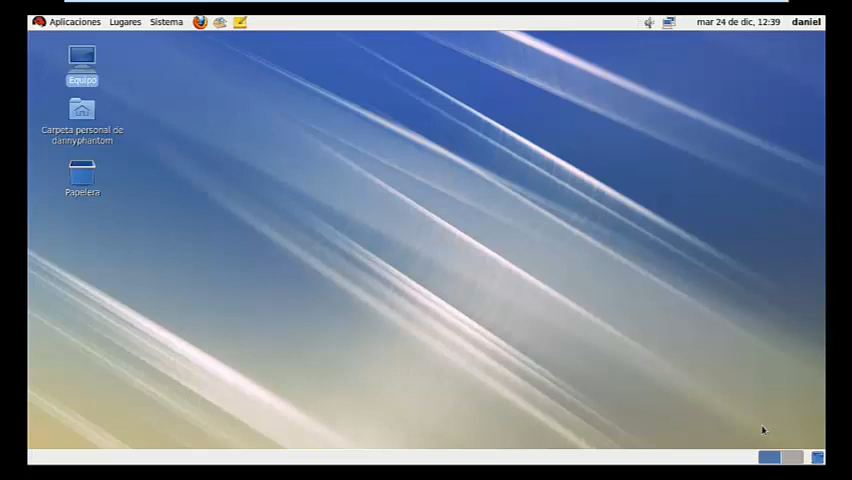 Aplicaciones Lugares Sistema mar 24 de dic, 12:39 daniel
Equipo
Carpeta personal de
dannyphantom
Papelera